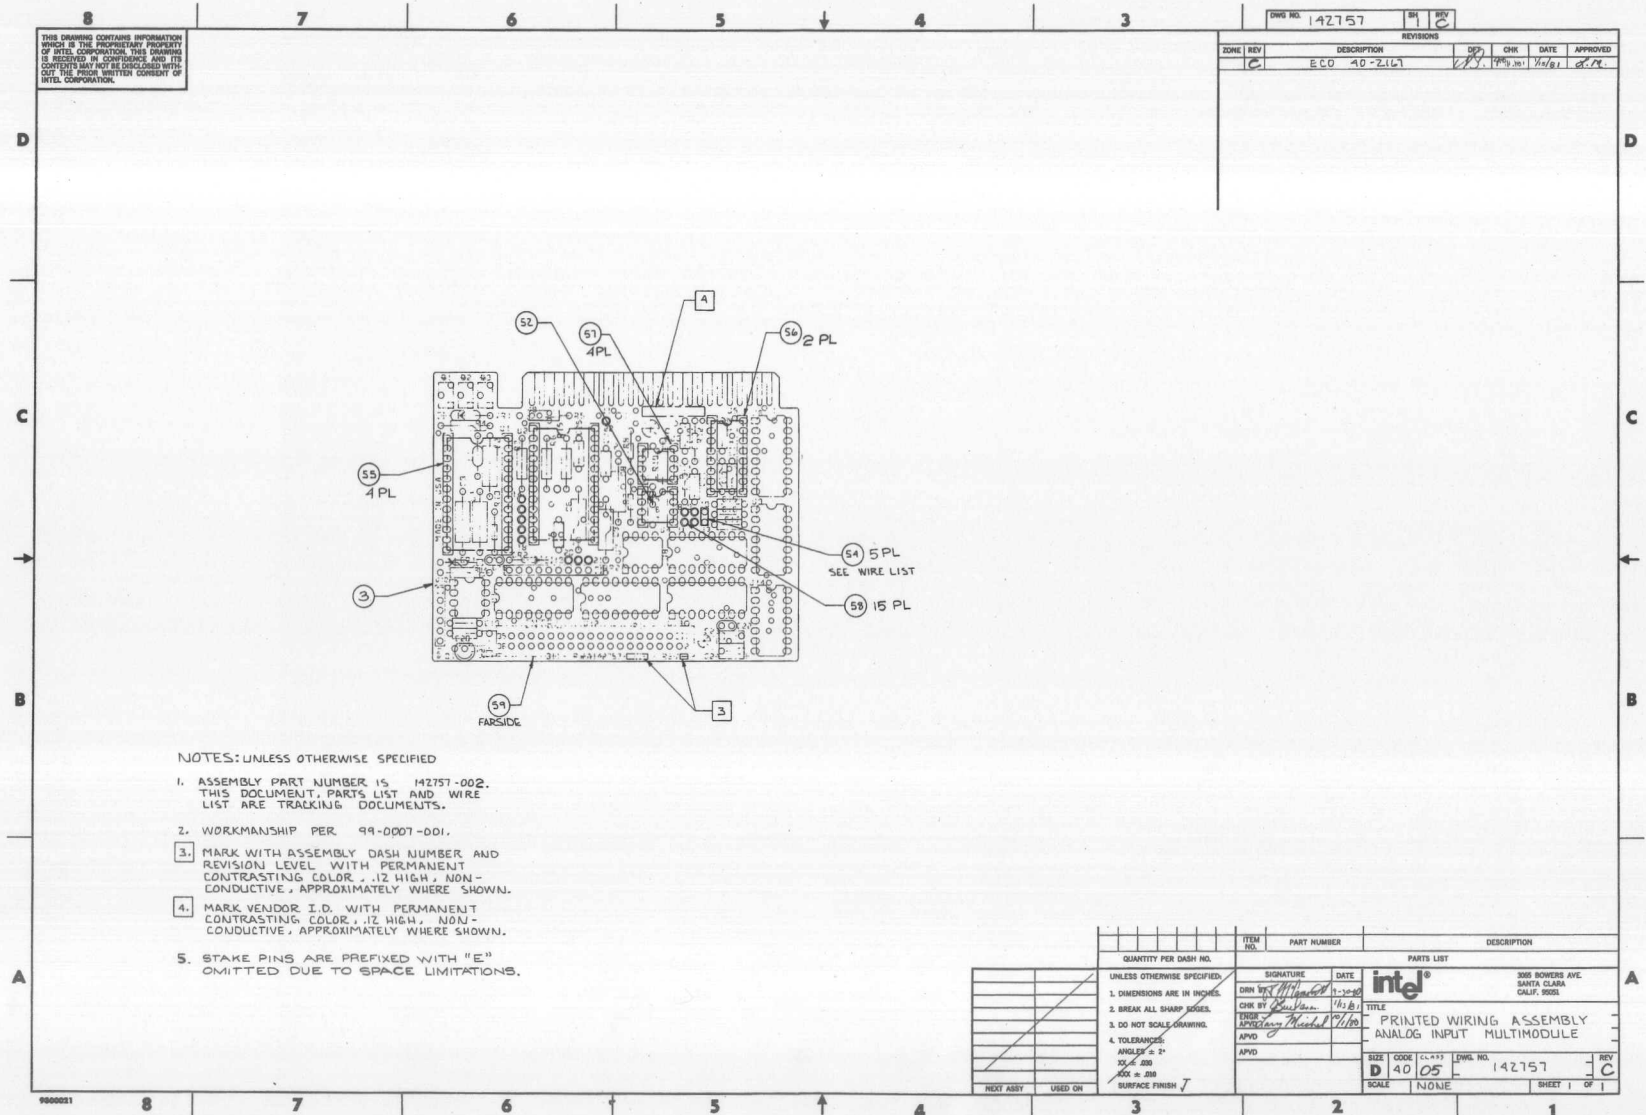 8 7 6 5 4 3
THIS DRAWING CONTAINS INFORMATION
WHICH IS THE PROPRIETARY PROPERTY
OF INTEL CORPORATION. THIS DRAWING
IS RECEIVED IN CONFIDENCE AND ITS
CONTENTS MAY NOT BE DISCLOSED WITH-
OUT THE PRIOR WRITTEN CONSENT OF
INTEL CORPORATION.
DWG NO. 142757 SH 1 REV C
REVISIONS
ZONE REV DESCRIPTION DFT CHK DATE APPROVED
C ECO 40-2167
D D
4
52
57
4PL
56 2 PL
C C
55
4 PL
54 5 PL
SEE WIRE LIST
3
58 15 PL
59
FARSIDE
3
B B
NOTES: UNLESS OTHERWISE SPECIFIED
1. ASSEMBLY PART NUMBER IS 142757-002.
THIS DOCUMENT, PARTS LIST AND WIRE
LIST ARE TRACKING DOCUMENTS.
2. WORKMANSHIP PER 99-0007-001.
3. MARK WITH ASSEMBLY DASH NUMBER AND
REVISION LEVEL WITH PERMANENT
CONTRASTING COLOR, .12 HIGH, NON-
CONDUCTIVE, APPROXIMATELY WHERE SHOWN.
4. MARK VENDOR I.D. WITH PERMANENT
CONTRASTING COLOR, .12 HIGH, NON-
CONDUCTIVE, APPROXIMATELY WHERE SHOWN.
5. STAKE PINS ARE PREFIXED WITH "E"
OMITTED DUE TO SPACE LIMITATIONS.
A A
QUANTITY PER DASH NO.
ITEM NO. PART NUMBER DESCRIPTION
PARTS LIST
NEXT ASSY USED ON
UNLESS OTHERWISE SPECIFIED:
1. DIMENSIONS ARE IN INCHES.
2. BREAK ALL SHARP EDGES.
3. DO NOT SCALE DRAWING.
4. TOLERANCES:
ANGLES ± 2°
XX ± .030
XXX ± .010
SURFACE FINISH
SIGNATURE DATE
DRN BY
CHK BY
ENGR APVD
APVD
APVD
intel®
3065 BOWERS AVE.
SANTA CLARA
CALIF. 95051
TITLE
PRINTED WIRING ASSEMBLY
ANALOG INPUT MULTIMODULE
SIZE CODE CLASS DWG. NO. REV
D 40 05 142757 C
SCALE NONE SHEET 1 OF 1
9800021
8 7 6 5 4 3 2 1